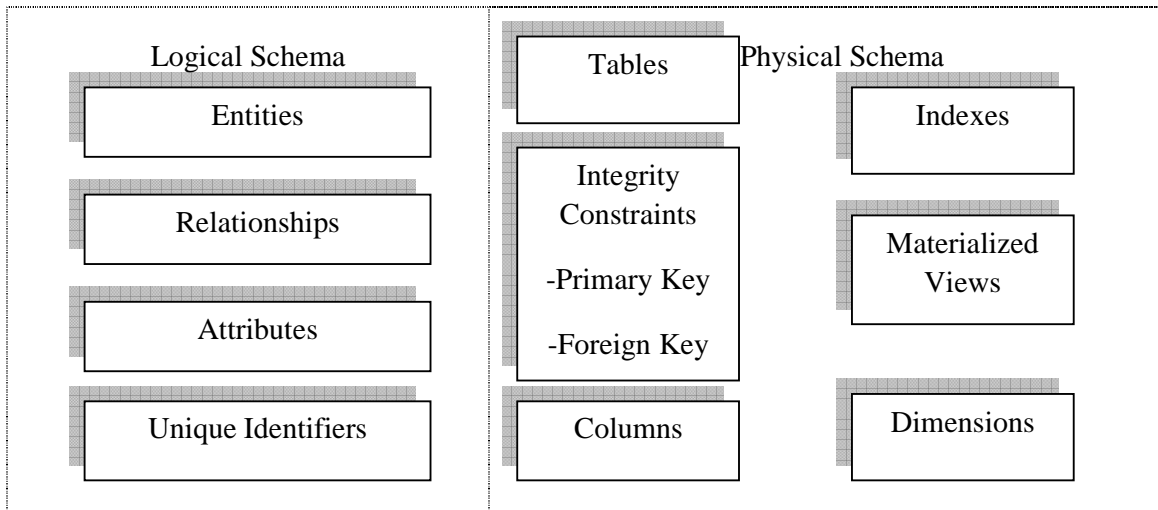 Logical Schema
Entities
Relationships
Attributes
Unique Identifiers
Physical Schema
Tables
Integrity
Constraints
-Primary Key
-Foreign Key
Columns
Indexes
Materialized
Views
Dimensions